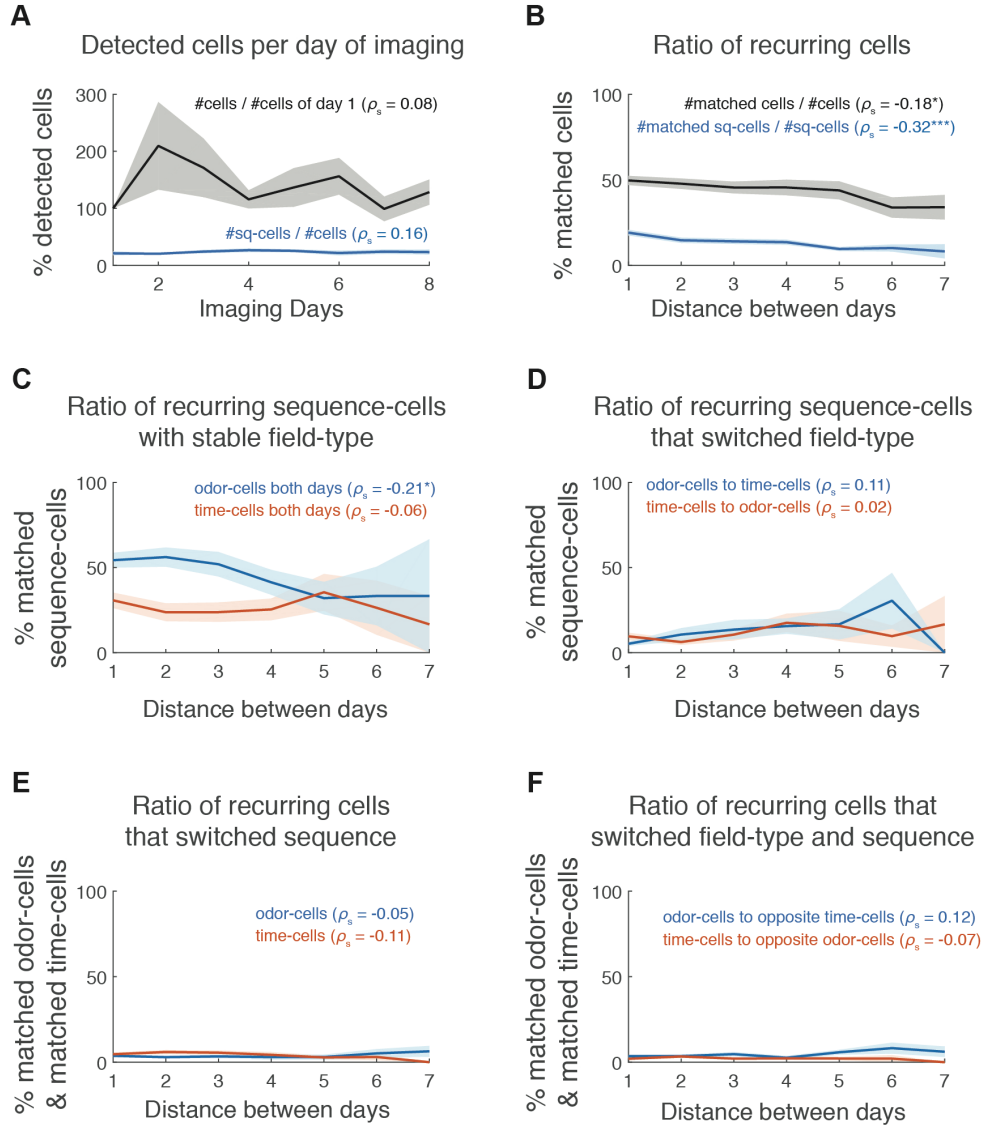 A
Detected cells per day of imaging
300
200
100
0
% detected cells
#cells / #cells of day 1 (ρs = 0.08)
#sq-cells / #cells (ρs = 0.16)
2
4
6
8
Imaging Days
B
Ratio of recurring cells
100
50
0
% matched cells
#matched cells / #cells (ρs = -0.18*)
#matched sq-cells / #sq-cells (ρs = -0.32***)
1 2 3 4 5 6 7
Distance between days
C
Ratio of recurring sequence-cells
with stable field-type
100
50
0
% matched
sequence-cells
odor-cells both days (ρs = -0.21*)
time-cells both days (ρs = -0.06)
1 2 3 4 5 6 7
Distance between days
D
Ratio of recurring sequence-cells
that switched field-type
100
50
0
% matched
sequence-cells
odor-cells to time-cells (ρs = 0.11)
time-cells to odor-cells (ρs = 0.02)
1 2 3 4 5 6 7
Distance between days
E
Ratio of recurring cells
that switched sequence
100
50
0
% matched odor-cells
& matched time-cells
odor-cells (ρs = -0.05)
time-cells (ρs = -0.11)
1 2 3 4 5 6 7
Distance between days
F
Ratio of recurring cells that
switched field-type and sequence
100
50
0
% matched odor-cells
& matched time-cells
odor-cells to opposite time-cells (ρs = 0.12)
time-cells to opposite odor-cells (ρs = -0.07)
1 2 3 4 5 6 7
Distance between days